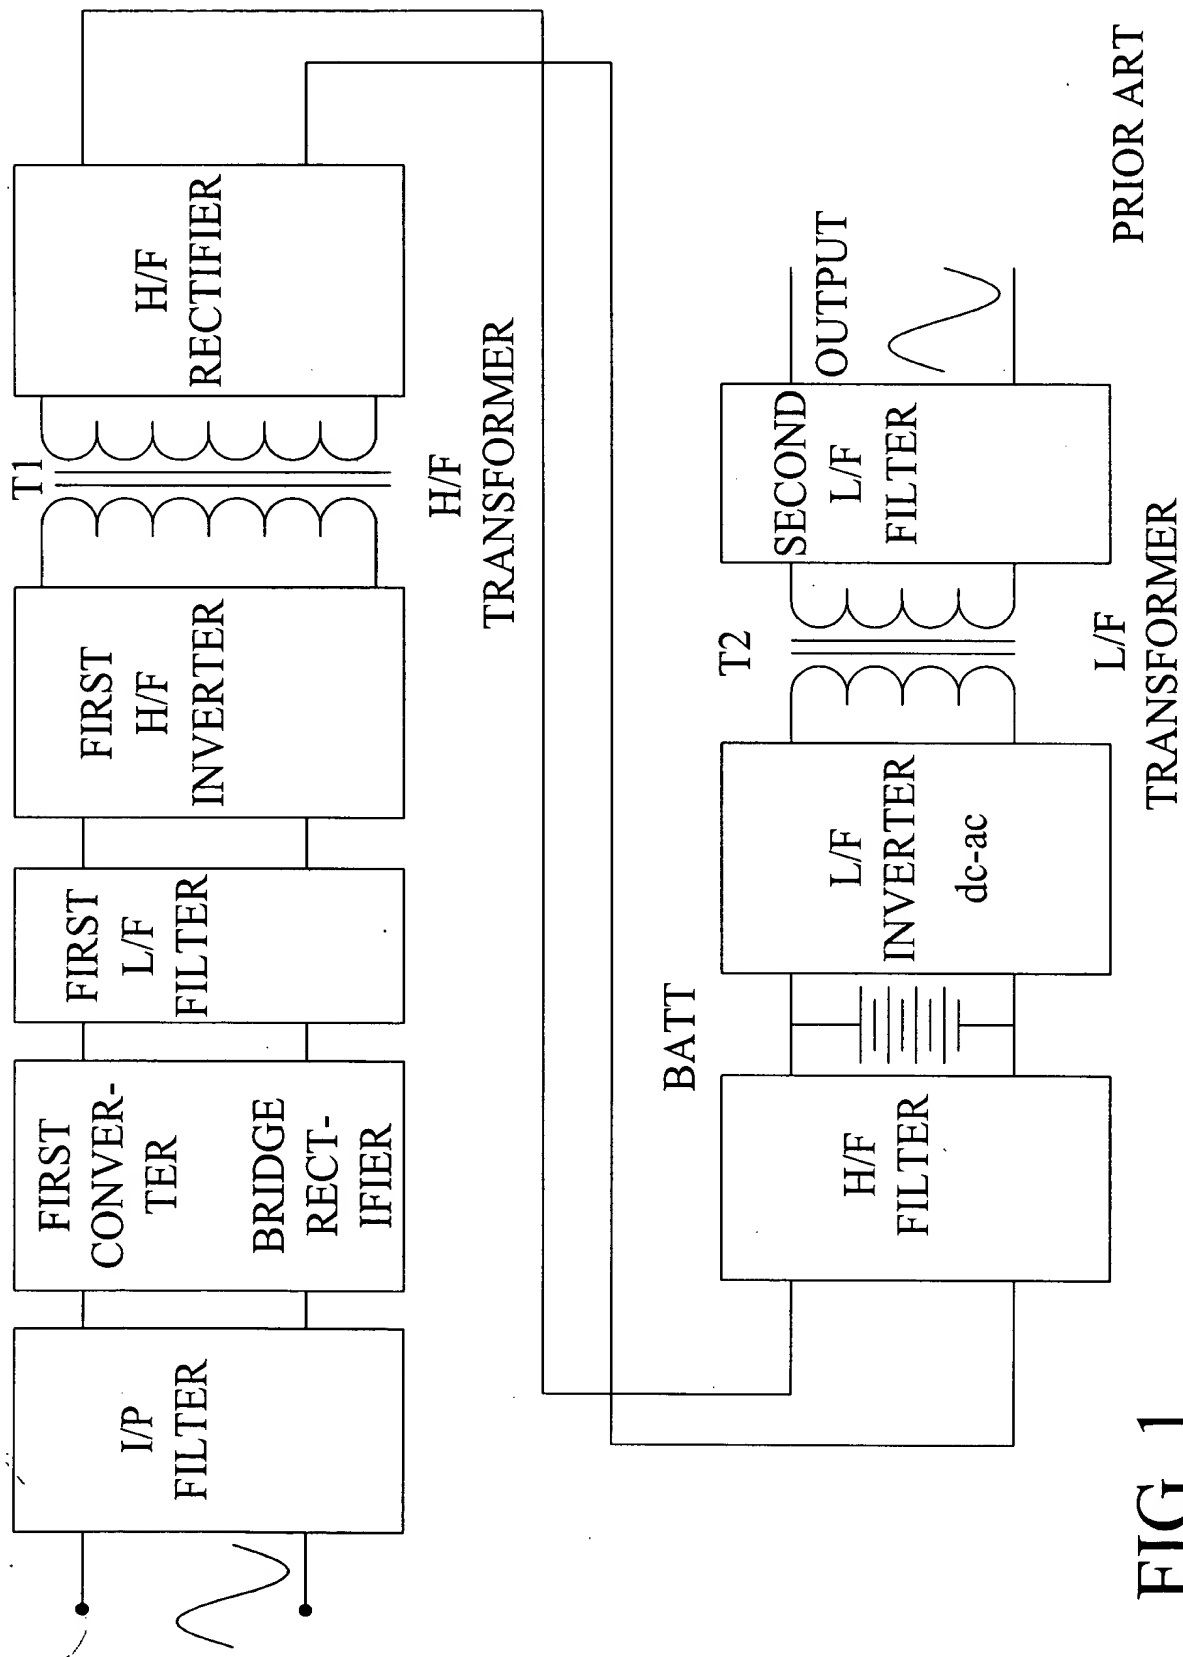 I/P
FILTER
FIRST
CONVER-
TER
BRIDGE
RECT-
IFIER
FIRST
L/F
FILTER
FIRST
H/F
INVERTER
T1
H/F
TRANSFORMER
H/F
RECTIFIER
H/F
FILTER
BATT
L/F
INVERTER
dc-ac
T2
L/F
TRANSFORMER
SECOND
L/F
FILTER
OUTPUT
PRIOR ART
FIG 1